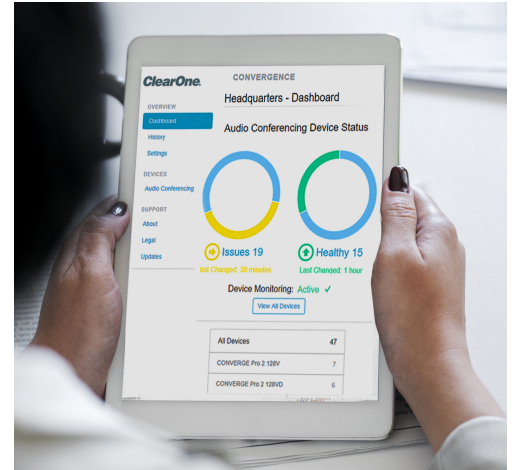 ClearOne.
CONVERGENCE
Headquarters - Dashboard
OVERVIEW
Dashboard
History
Settings
DEVICES
Audio Conferencing
SUPPORT
About
Legal
Updates
Audio Conferencing Device Status
Issues 19
last Changed: 38 minutes
Healthy 15
Last Changed: 1 hour
Device Monitoring: Active ✓
View All Devices
All Devices 47
CONVERGE Pro 2 128V 7
CONVERGE Pro 2 128VD 6